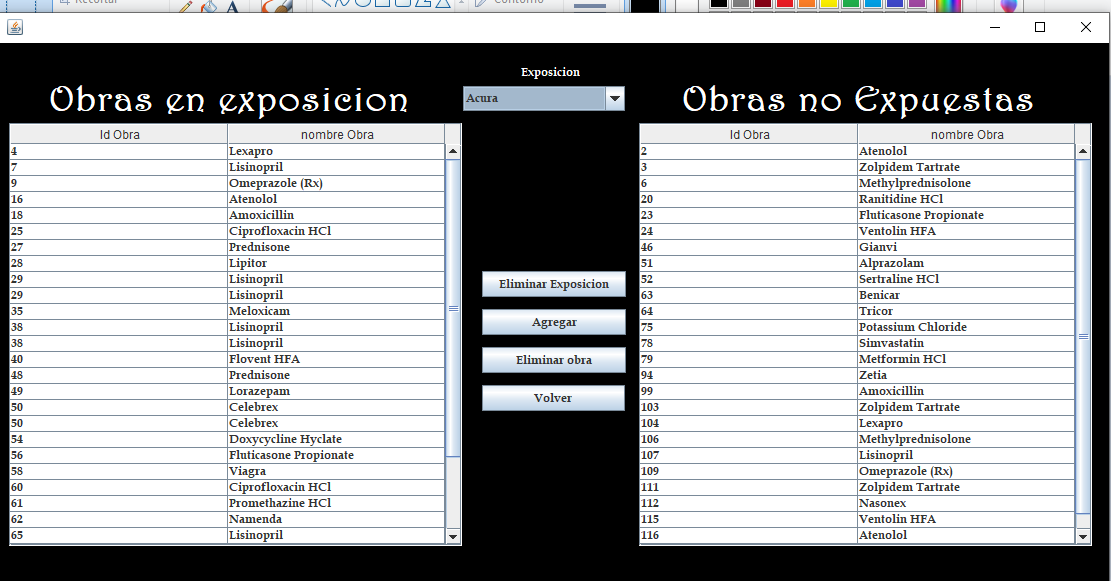 Recortar
A
Contorno
Exposicion
Obras en exposicion
Acura
Obras no Expuestas
Id Obra nombre Obra
4 Lexapro
7 Lisinopril
9 Omeprazole (Rx)
16 Atenolol
18 Amoxicillin
25 Ciprofloxacin HCl
27 Prednisone
28 Lipitor
29 Lisinopril
29 Lisinopril
35 Meloxicam
38 Lisinopril
38 Lisinopril
40 Flovent HFA
48 Prednisone
49 Lorazepam
50 Celebrex
50 Celebrex
54 Doxycycline Hyclate
56 Fluticasone Propionate
58 Viagra
60 Ciprofloxacin HCl
61 Promethazine HCl
62 Namenda
65 Lisinopril
Eliminar Exposicion
Agregar
Eliminar obra
Volver
Id Obra nombre Obra
2 Atenolol
3 Zolpidem Tartrate
6 Methylprednisolone
20 Ranitidine HCl
23 Fluticasone Propionate
24 Ventolin HFA
46 Gianvi
51 Alprazolam
52 Sertraline HCl
63 Benicar
64 Tricor
75 Potassium Chloride
78 Simvastatin
79 Metformin HCl
94 Zetia
99 Amoxicillin
103 Zolpidem Tartrate
104 Lexapro
106 Methylprednisolone
107 Lisinopril
109 Omeprazole (Rx)
111 Zolpidem Tartrate
112 Nasonex
115 Ventolin HFA
116 Atenolol